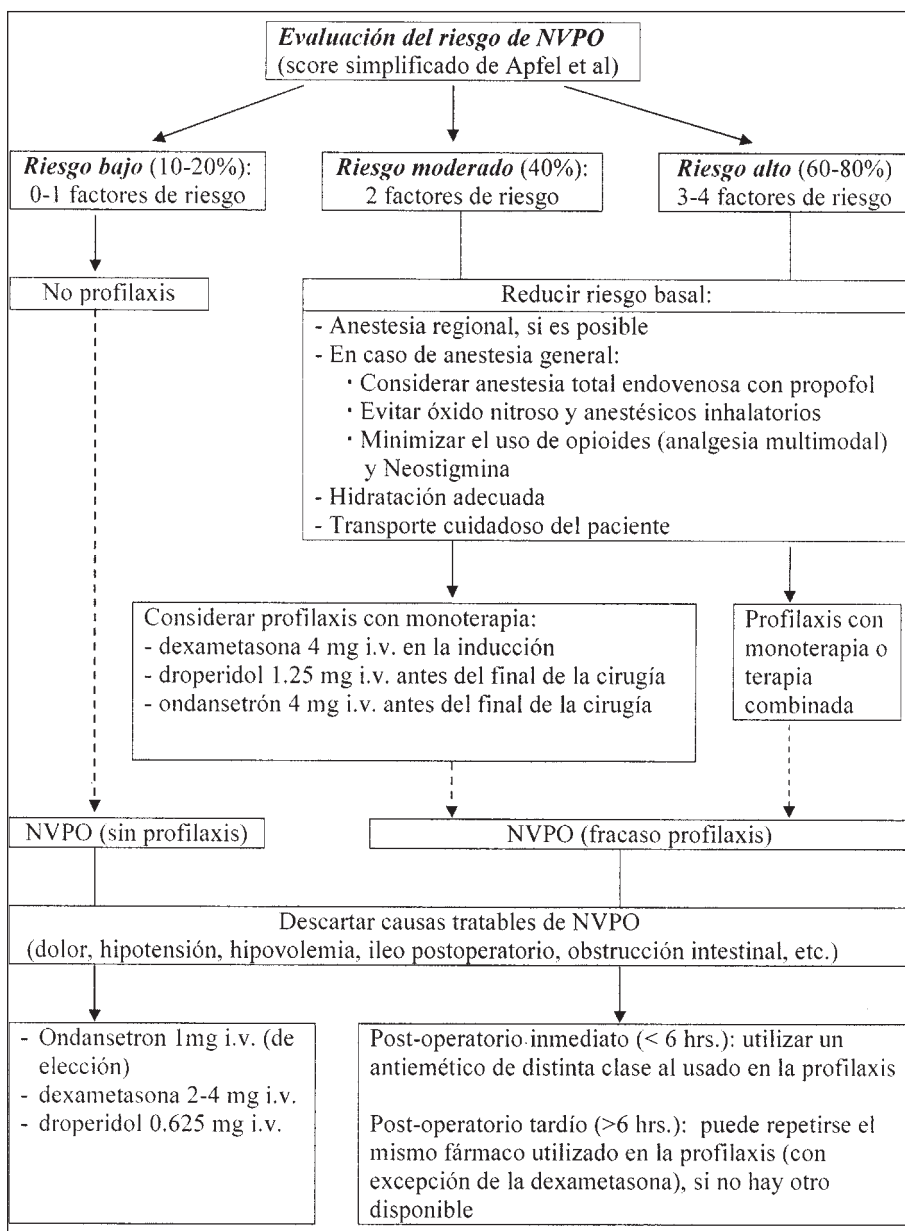 Evaluación del riesgo de NVPO
(score simplificado de Apfel et al)
Riesgo bajo (10-20%):
0-1 factores de riesgo
Riesgo moderado (40%):
2 factores de riesgo
Riesgo alto (60-80%)
3-4 factores de riesgo
No profilaxis
Reducir riesgo basal:
- Anestesia regional, si es posible
- En caso de anestesia general:
· Considerar anestesia total endovenosa con propofol
· Evitar óxido nitroso y anestésicos inhalatorios
· Minimizar el uso de opioides (analgesia multimodal)
y Neostigmina
- Hidratación adecuada
- Transporte cuidadoso del paciente
Considerar profilaxis con monoterapia:
- dexametasona 4 mg i.v. en la inducción
- droperidol 1.25 mg i.v. antes del final de la cirugía
- ondansetrón 4 mg i.v. antes del final de la cirugía
Profilaxis con
monoterapia o
terapia
combinada
NVPO (sin profilaxis)
NVPO (fracaso profilaxis)
Descartar causas tratables de NVPO
(dolor, hipotensión, hipovolemia, ileo postoperatorio, obstrucción intestinal, etc.)
- Ondansetron 1mg i.v. (de
elección)
- dexametasona 2-4 mg i.v.
- droperidol 0.625 mg i.v.
Post-operatorio inmediato (< 6 hrs.): utilizar un
antiemético de distinta clase al usado en la profilaxis
Post-operatorio tardío (>6 hrs.): puede repetirse el
mismo fármaco utilizado en la profilaxis (con
excepción de la dexametasona), si no hay otro
disponible